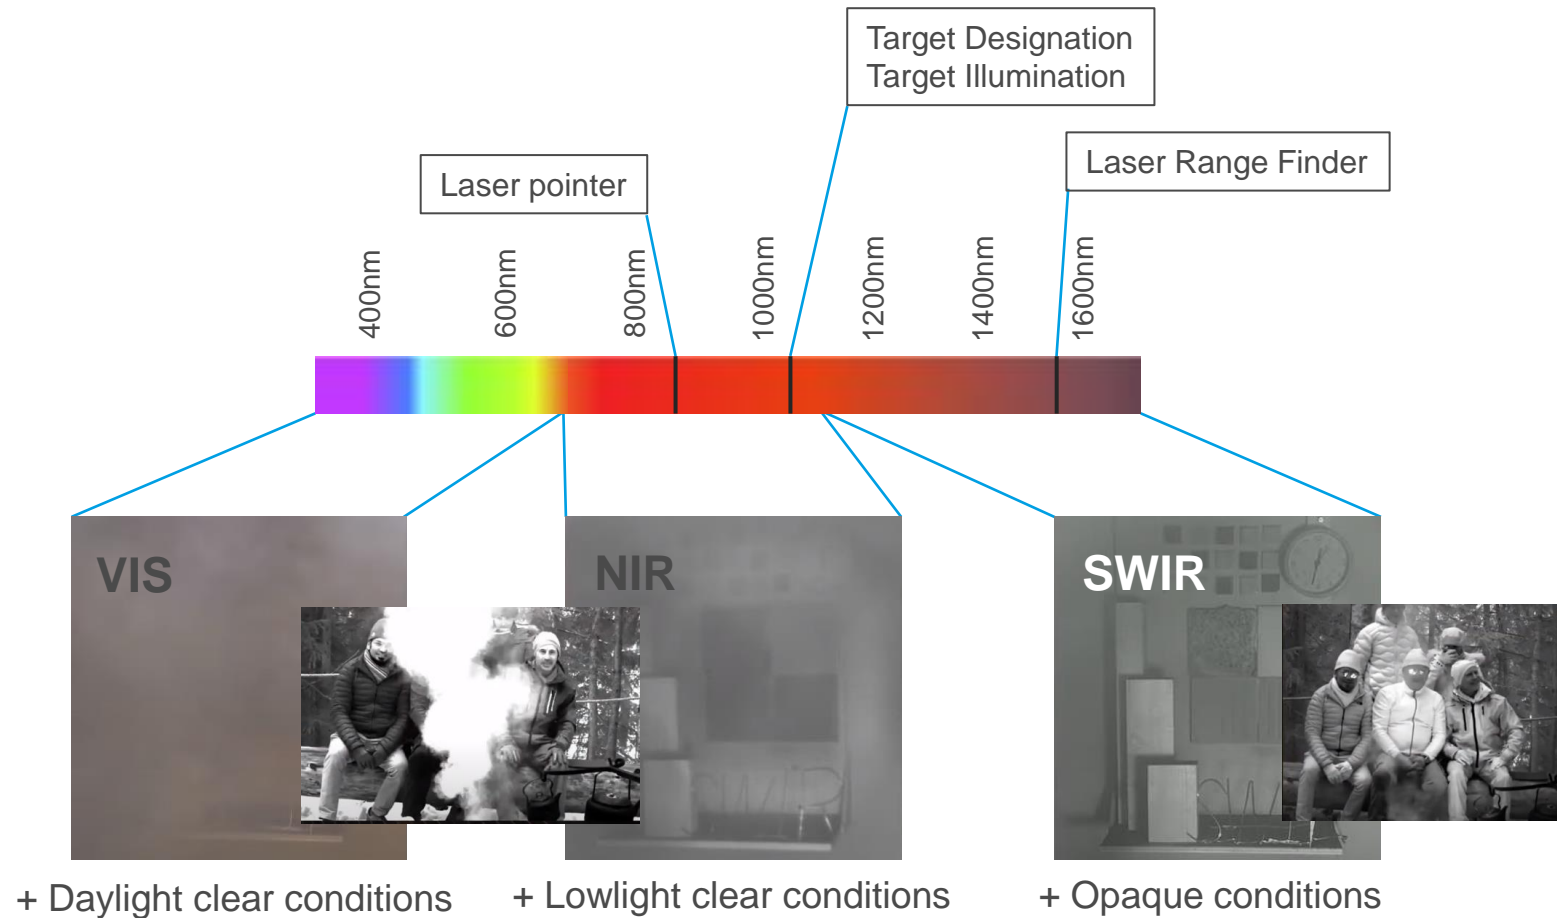 Target Designation
Target Illumination
Laser pointer
Laser Range Finder
400nm
600nm
800nm
1000nm
1200nm
1400nm
1600nm
VIS
NIR
SWIR
+ Daylight clear conditions
+ Lowlight clear conditions
+ Opaque conditions